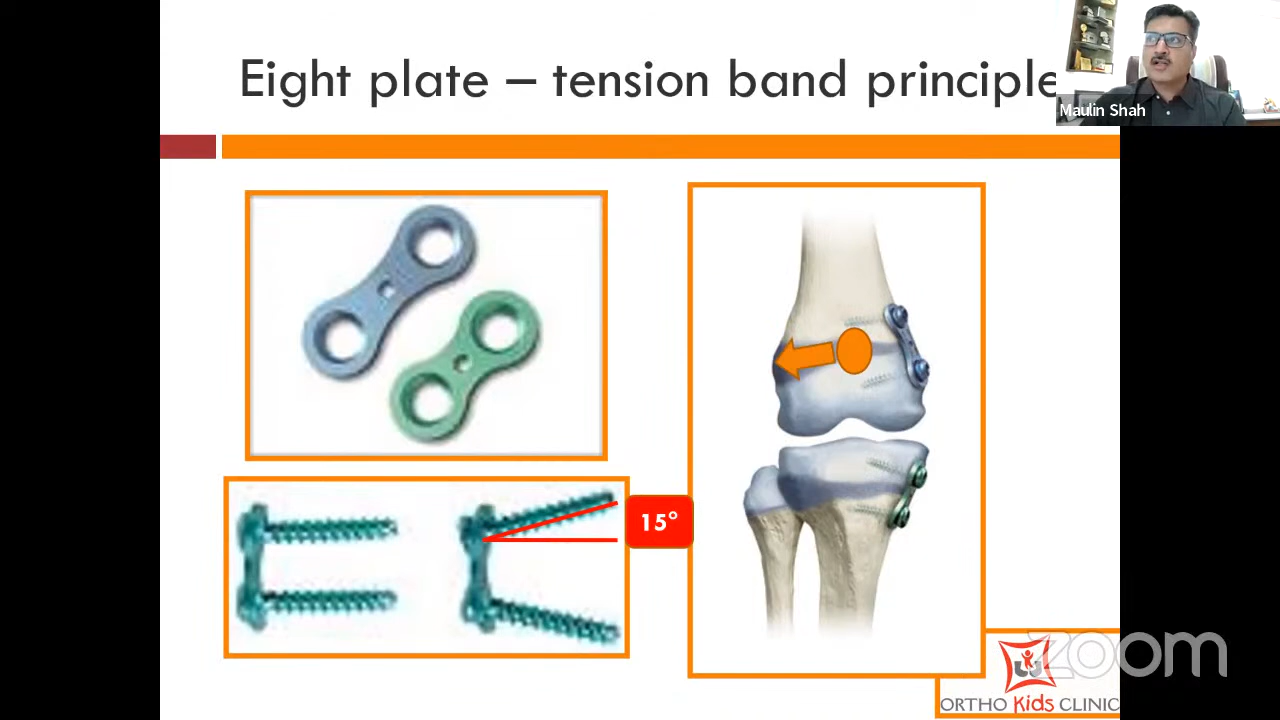 Eight plate – tension band principle
Maulin Shah
15°
zoom
ORTHO Kids CLINIC